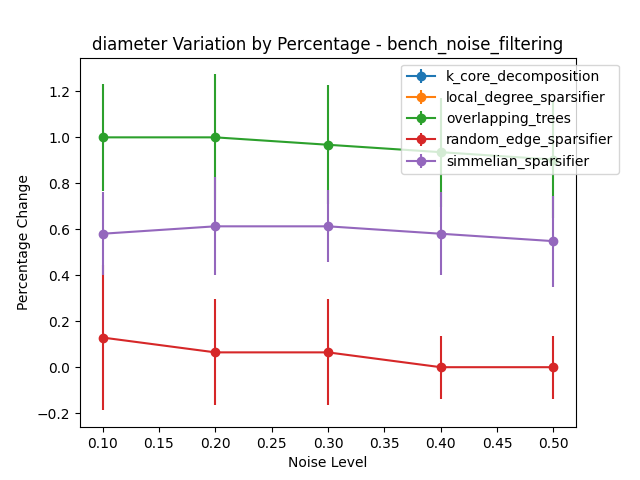 diameter Variation by Percentage - bench_noise_filtering
k_core_decomposition
local_degree_sparsifier
overlapping_trees
random_edge_sparsifier
simmelian_sparsifier
Percentage Change
1.2
1.0
0.8
0.6
0.4
0.2
0.0
−0.2
0.10 0.15 0.20 0.25 0.30 0.35 0.40 0.45 0.50
Noise Level